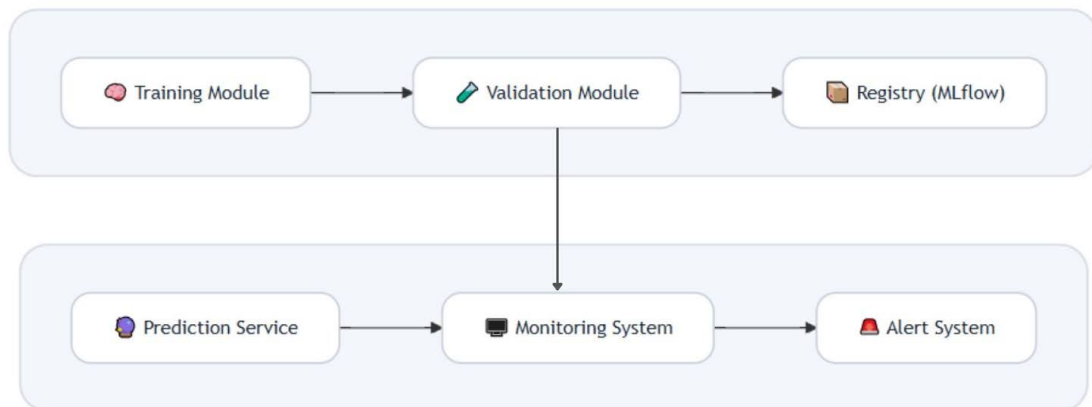 Training Module
Validation Module
Registry (MLflow)
Prediction Service
Monitoring System
Alert System